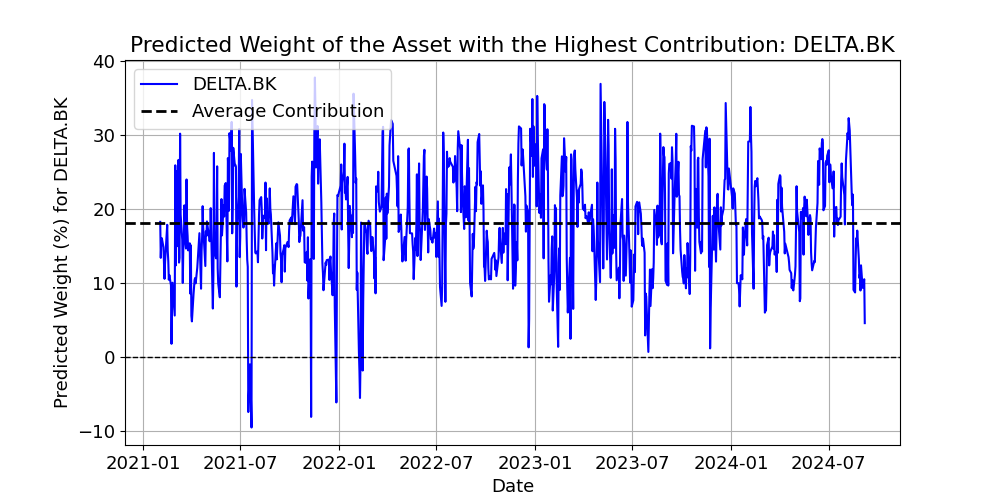 Predicted Weight of the Asset with the Highest Contribution: DELTA.BK
DELTA.BK
Average Contribution
Predicted Weight (%) for DELTA.BK
40
30
20
10
0
−10
2021-01 2021-07 2022-01 2022-07 2023-01 2023-07 2024-01 2024-07
Date